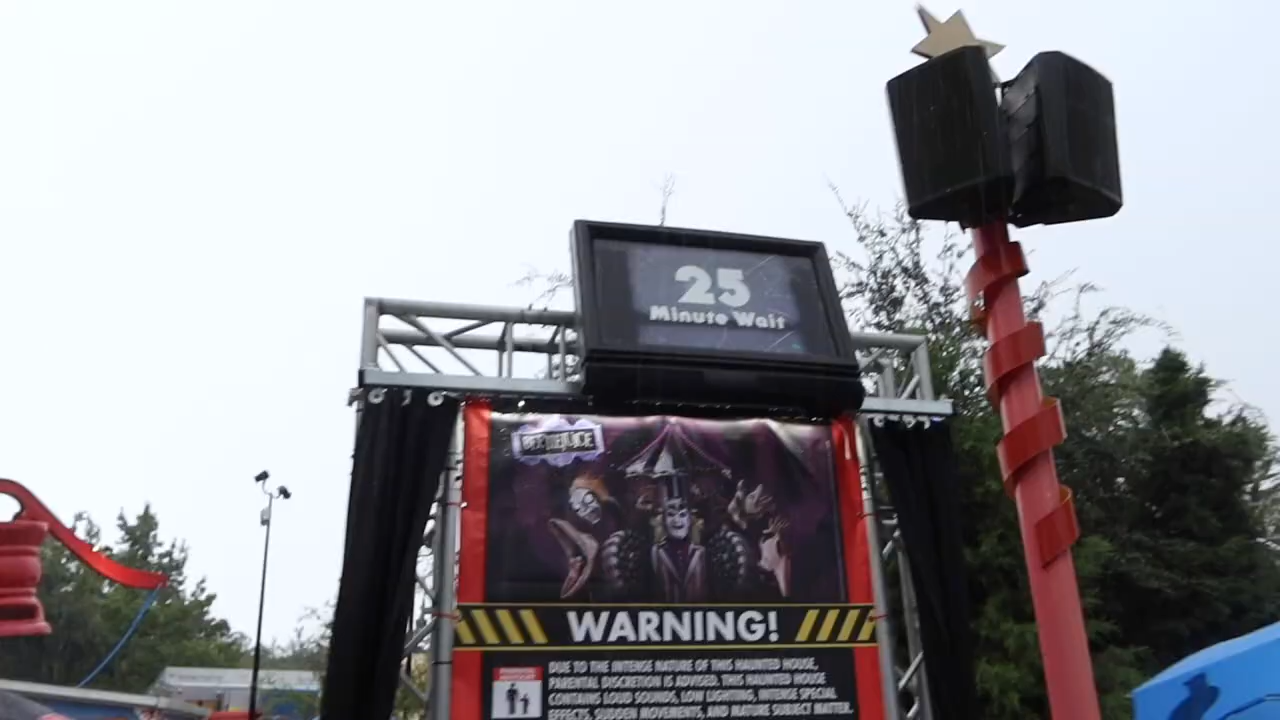 25
Minute Wait
BEETLEJUICE
WARNING!
DUE TO THE INTENSE NATURE OF THIS HAUNTED HOUSE,
PARENTAL DISCRETION IS ADVISED. THIS HAUNTED HOUSE
CONTAINS LOUD SOUNDS, LOW LIGHTING, INTENSE SPECIAL
EFFECTS, SUDDEN MOVEMENTS, AND MATURE SUBJECT MATTER.